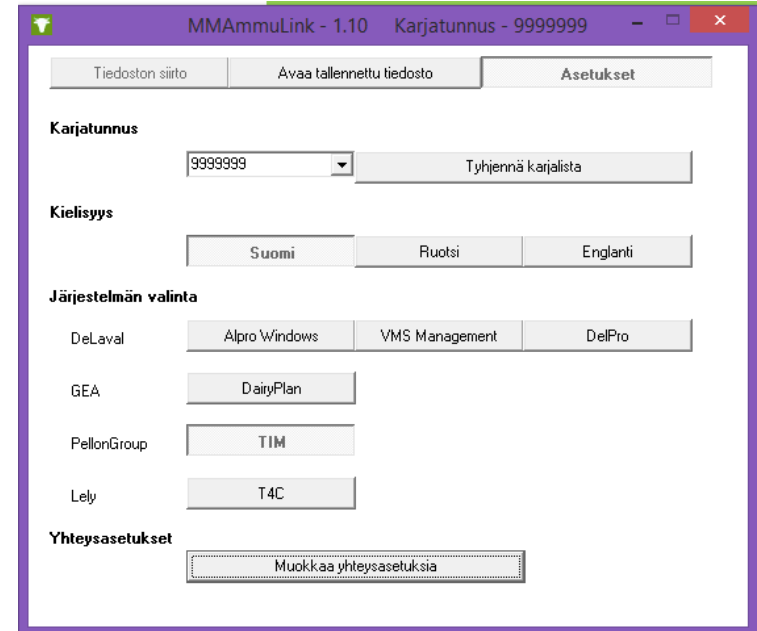 MMAmmuLink - 1.10 Karjatunnus - 9999999
Tiedoston siirto Avaa tallennettu tiedosto Asetukset
Karjatunnus
9999999 Tyhjennä karjalista
Kielisyys
Suomi Ruotsi Englanti
Järjestelmän valinta
DeLaval Alpro Windows VMS Management DelPro
GEA DairyPlan
PellonGroup TIM
Lely T4C
Yhteysasetukset
Muokkaa yhteysasetuksia